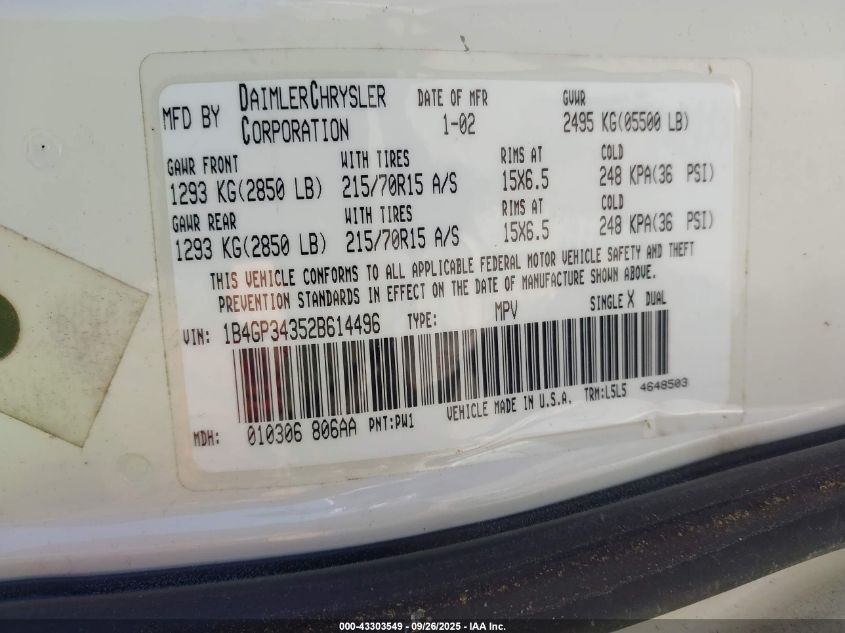 MFD BY DAIMLERCHRYSLER CORPORATION DATE OF MFR 1-02 GVWR 2495 KG(05500 LB)
GAWR FRONT WITH TIRES RIMS AT COLD
1293 KG(2850 LB) 215/70R15 A/S 15X6.5 248 KPA(36 PSI)
GAWR REAR WITH TIRES RIMS AT COLD
1293 KG(2850 LB) 215/70R15 A/S 15X6.5 248 KPA(36 PSI)
THIS VEHICLE CONFORMS TO ALL APPLICABLE FEDERAL MOTOR VEHICLE SAFETY AND THEFT
PREVENTION STANDARDS IN EFFECT ON THE DATE OF MANUFACTURE SHOWN ABOVE.
VIN: 1B4GP34352B614496 TYPE: MPV SINGLE X DUAL
MDH: 010306 806AA PNT:PW1 VEHICLE MADE IN U.S.A. TRM:L5L5 4648503
000-43303549 - 09/26/2025 - IAA Inc.